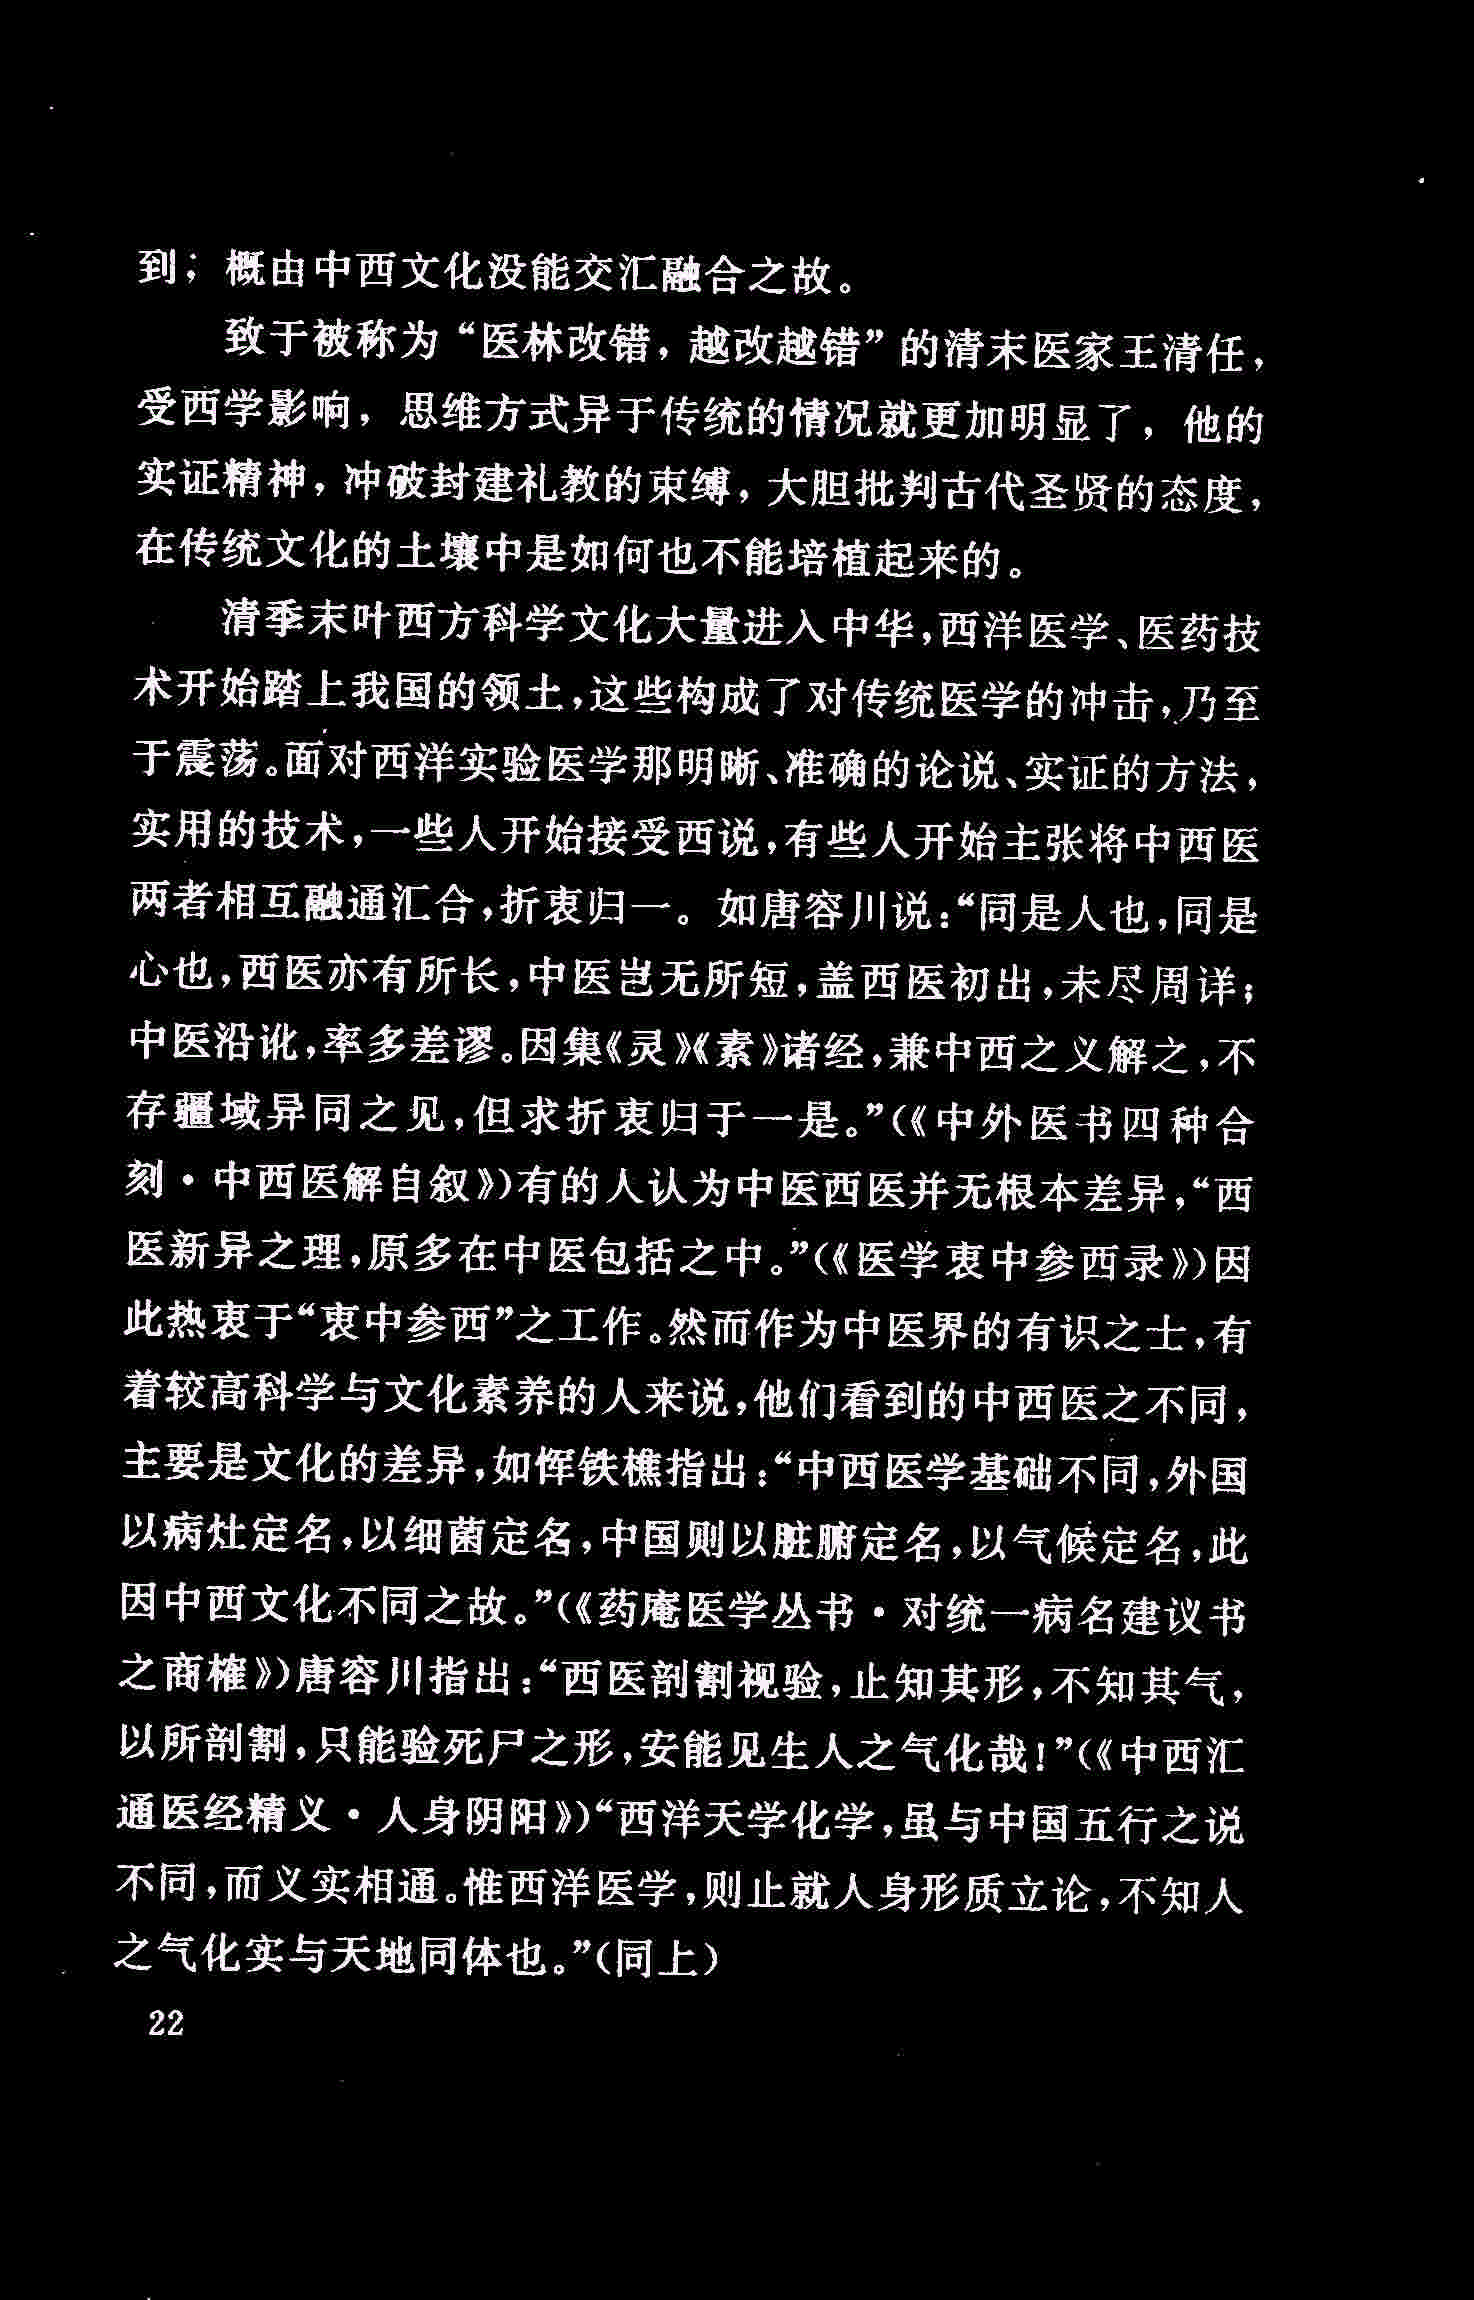 到；概由中西文化没能交汇融合之故。
致于被称为“医林改错，越改越错”的清末医家王清任，
受西学影响，思维方式异于传统的情况就更加明显了，他的
实证精神，冲破封建礼教的束缚，大胆批判古代圣贤的态度，
在传统文化的土壤中是如何也不能培植起来的。
清季末叶西方科学文化大量进入中华，西洋医学、医药技
术开始踏上我国的领土，这些构成了对传统医学的冲击，乃至
于震荡。面对西洋实验医学那明晰、准确的论说、实证的方法，
实用的技术，一些人开始接受西说，有些人开始主张将中西医
两者相互融通汇合，折衷归一。如唐容川说：“同是人也，同是
心也，西医亦有所长，中医岂无所短，盖西医初出，未尽周详；
中医沿讹，率多差谬。因集《灵》《素》诸经，兼中西之义解之，不
存疆域异同之见，但求折衷归于一是。”（《中外医书四种合
刻·中西医解自叙》）有的人认为中医西医并无根本差异，“西
医新异之理，原多在中医包括之中。”（《医学衷中参西录》）因
此热衷于“衷中参西”之工作。然而作为中医界的有识之士，有
着较高科学与文化素养的人来说，他们看到的中西医之不同，
主要是文化的差异，如恽铁樵指出：“中西医学基础不同，外国
以病灶定名，以细菌定名，中国则以脏腑定名，以气候定名，此
因中西文化不同之故。”（《药庵医学丛书·对统一病名建议书
之商榷》）唐容川指出：“西医剖割视验，止知其形，不知其气，
以所剖割，只能验死尸之形，安能见生人之气化哉！”（《中西汇
通医经精义·人身阴阳》）“西洋天学化学，虽与中国五行之说
不同，而义实相通。惟西洋医学，则止就人身形质立论，不知人
之气化实与天地同体也。”（同上）
22